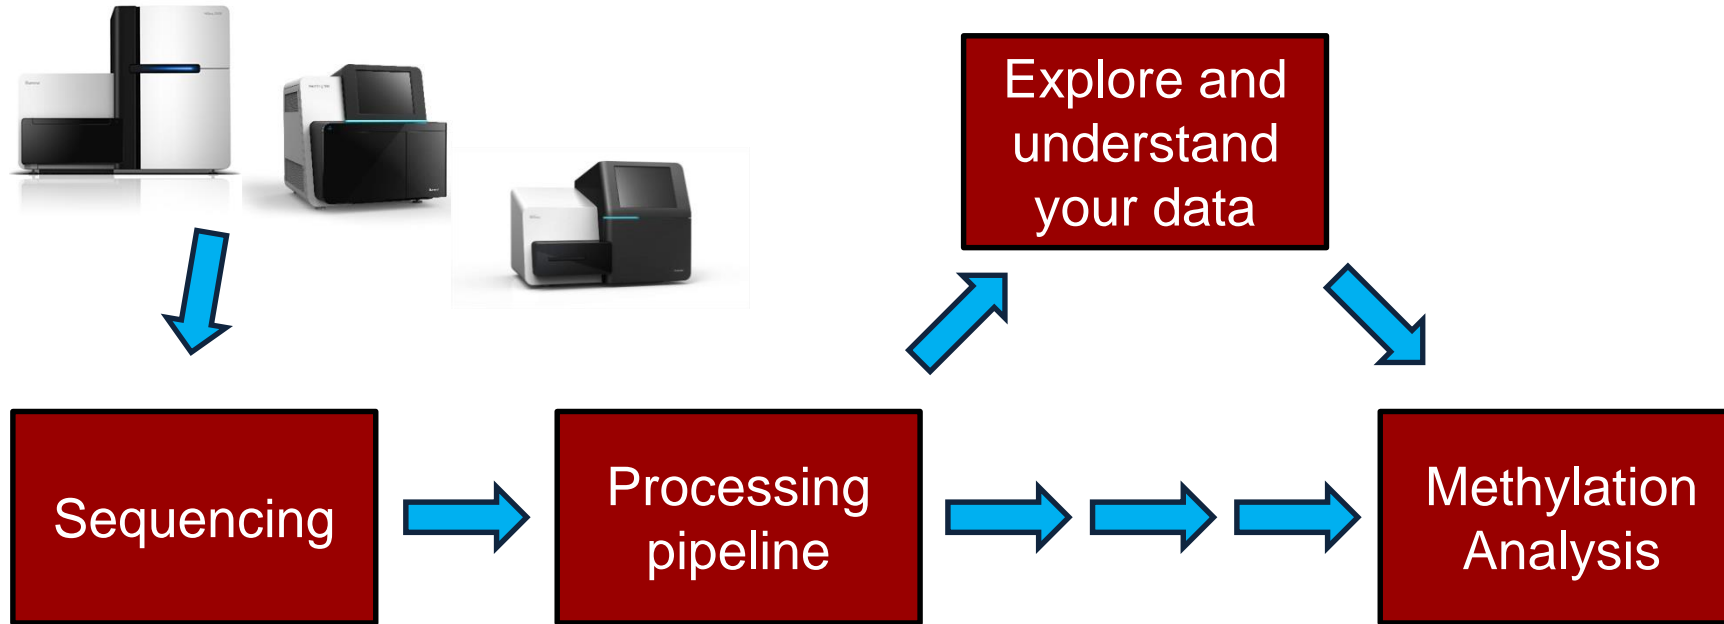 Explore and
understand
your data
Sequencing
Processing
pipeline
Methylation
Analysis